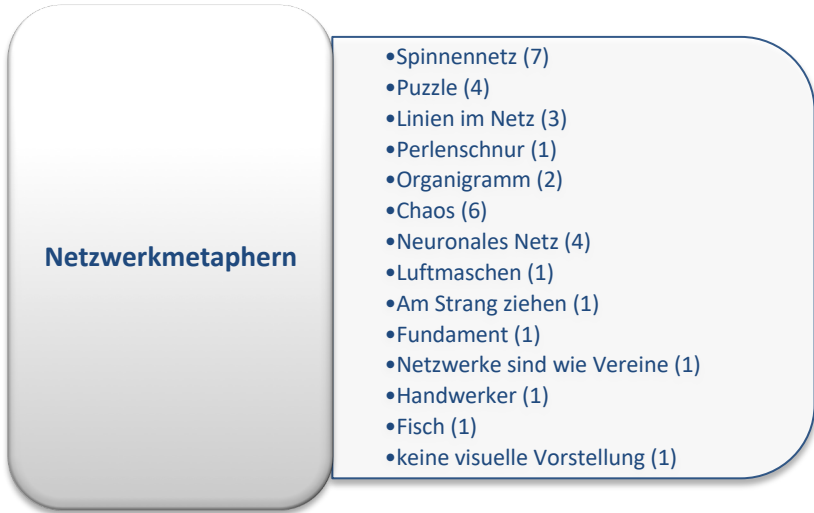 Netzwerkmetaphern
•Spinnennetz (7)
•Puzzle (4)
•Linien im Netz (3)
•Perlenschnur (1)
•Organigramm (2)
•Chaos (6)
•Neuronales Netz (4)
•Luftmaschen (1)
•Am Strang ziehen (1)
•Fundament (1)
•Netzwerke sind wie Vereine (1)
•Handwerker (1)
•Fisch (1)
•keine visuelle Vorstellung (1)